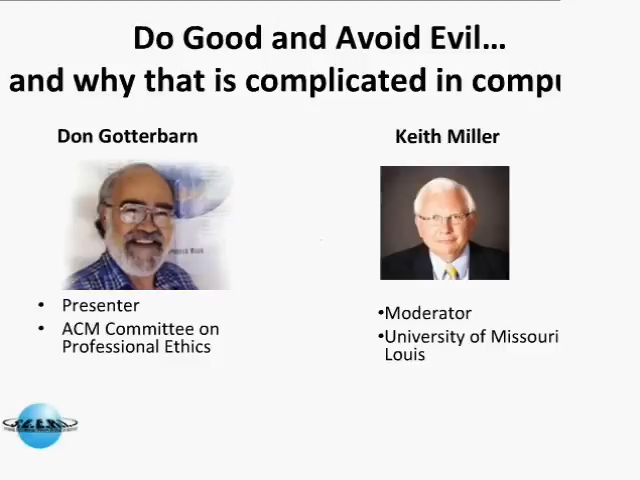 Do Good and Avoid Evil...
and why that is complicated in compu
Don Gotterbarn
Keith Miller
• Presenter
• ACM Committee on
Professional Ethics
•Moderator
•University of Missouri
Louis